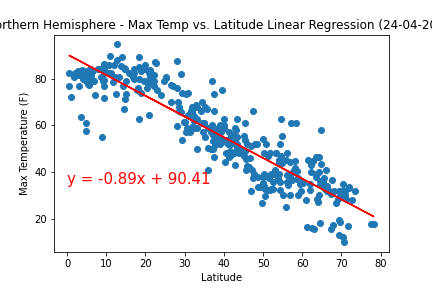 orthern Hemisphere - Max Temp vs. Latitude Linear Regression (24-04-20
Max Temperature (F)
80
60
40
20
y = -0.89x + 90.41
0 10 20 30 40 50 60 70 80
Latitude